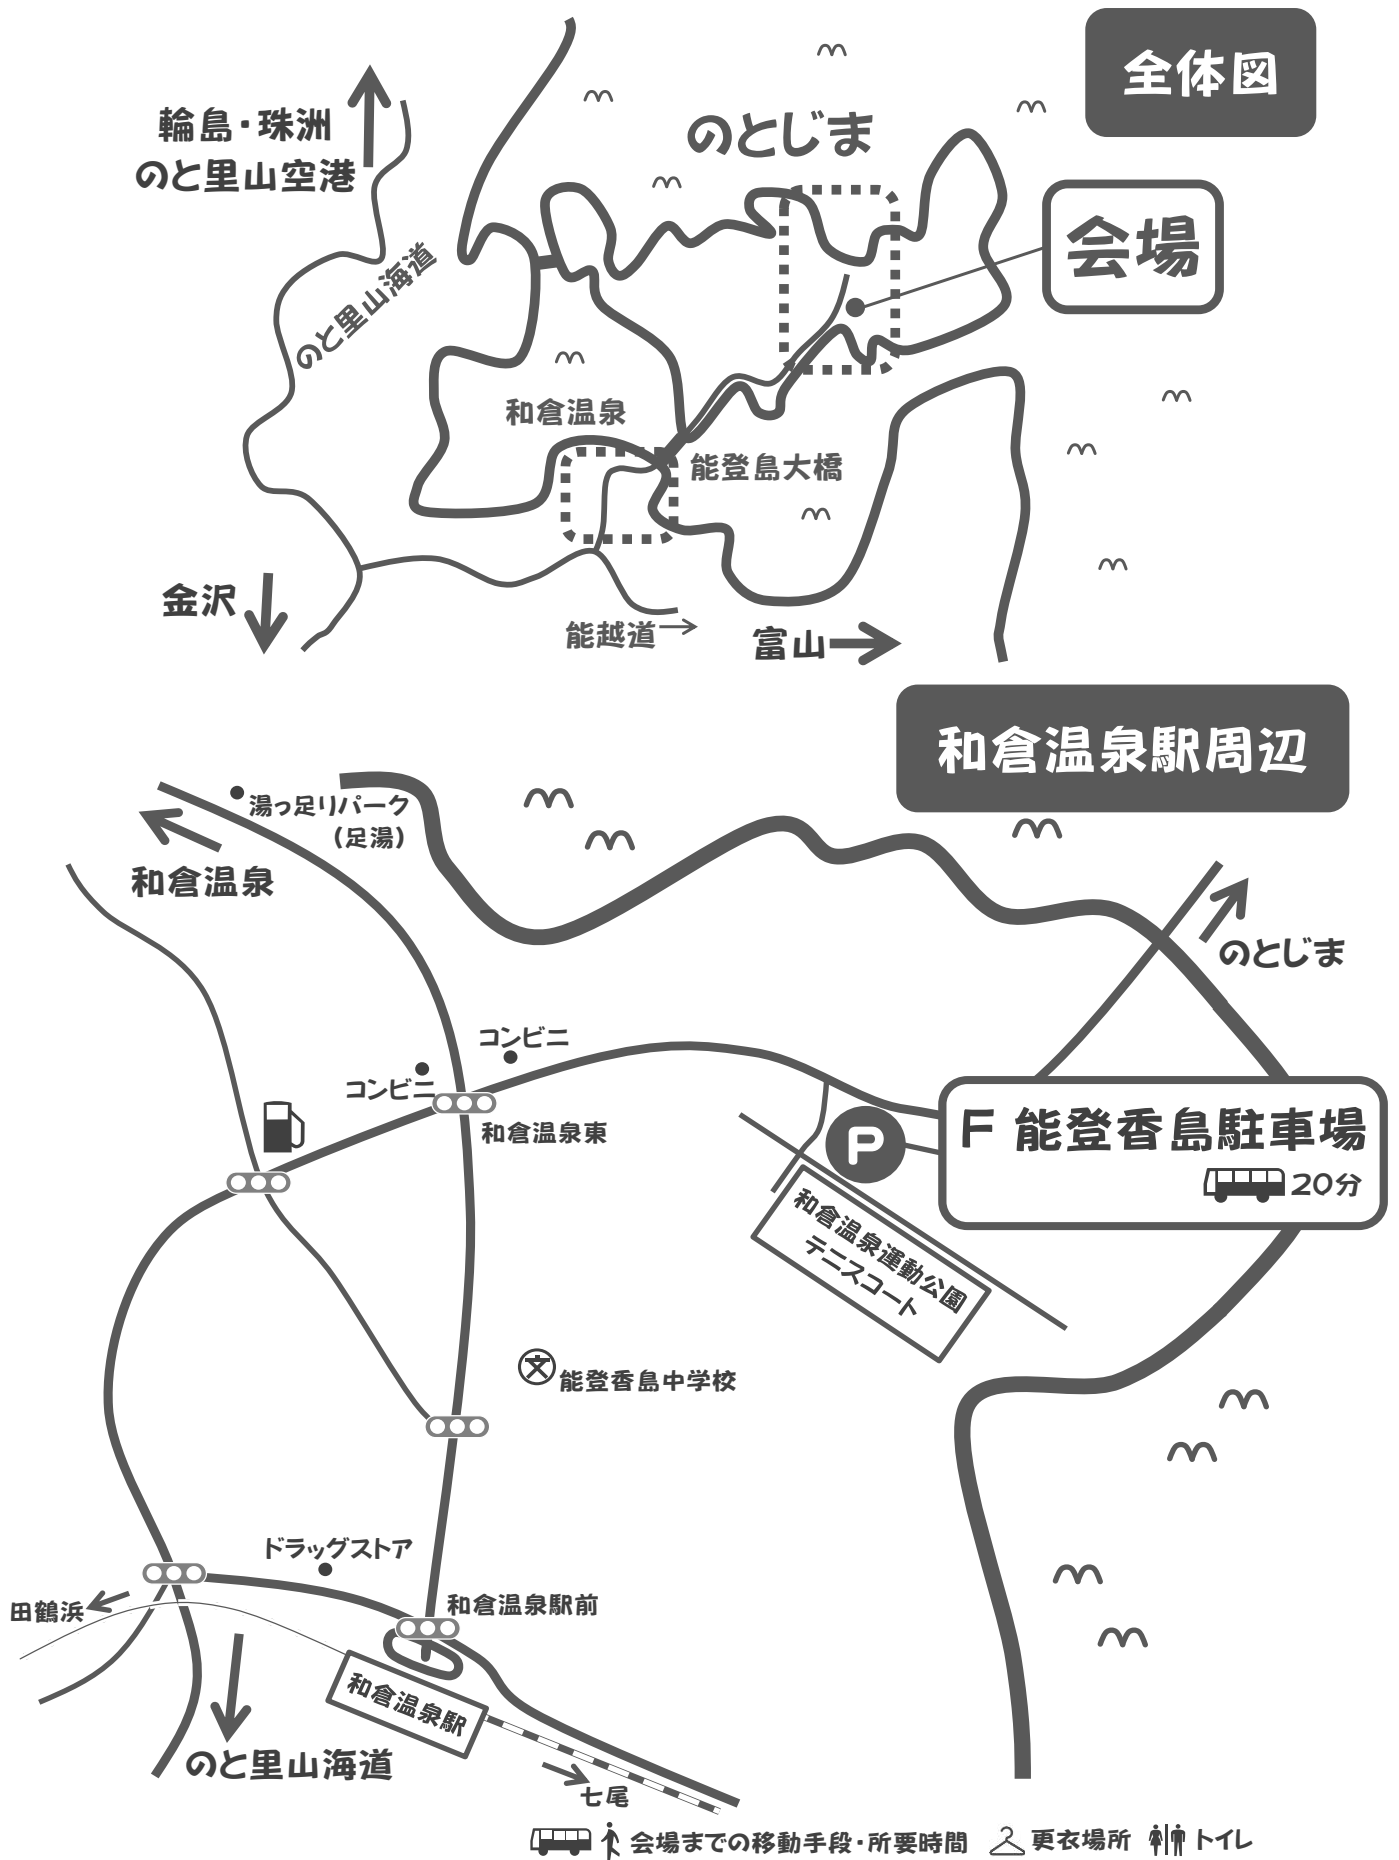 全体図
輪島・珠洲
のと里山空港
のとじま
会場
のと里山海道
和倉温泉
能登島大橋
金沢
能越道
富山
和倉温泉駅周辺
湯っ足りパーク
(足湯)
和倉温泉
のとじま
コンビニ
コンビニ
和倉温泉東
F 能登香島駐車場
20分
P
和倉温泉運動公園
テニスコート
文
能登香島中学校
ドラッグストア
和倉温泉駅前
田鶴浜
和倉温泉駅
のと里山海道
七尾
会場までの移動手段・所要時間
更衣場所
トイレ